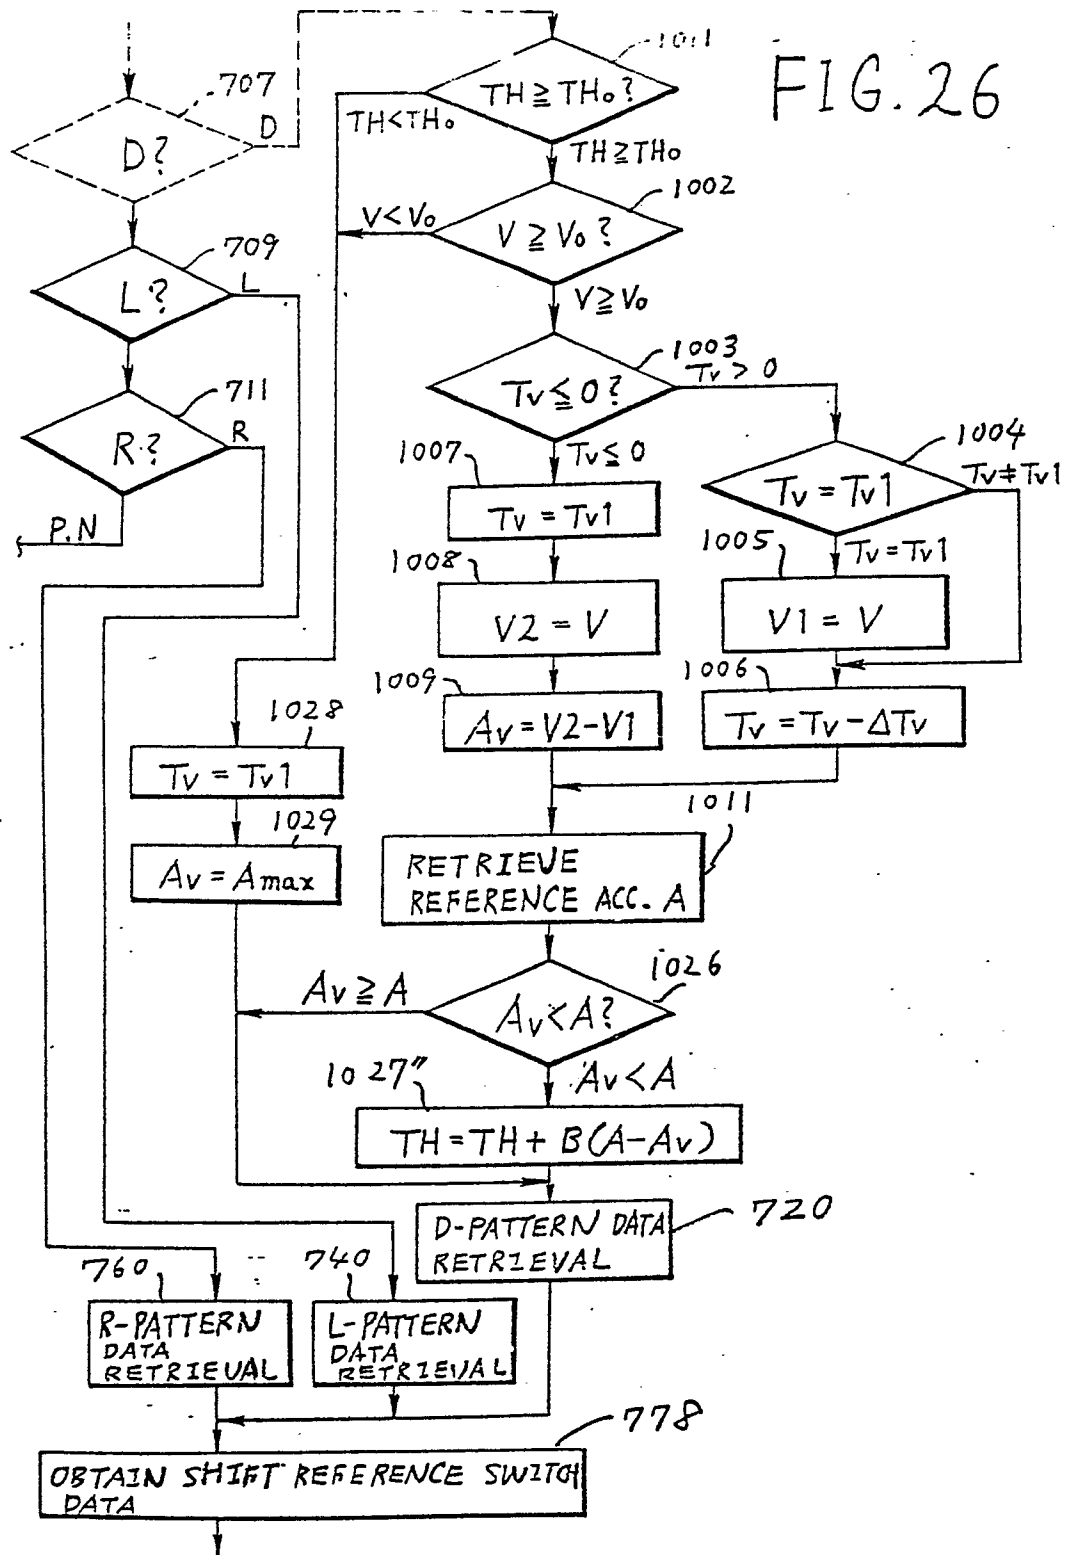 FIG. 26
1011
TH ≧ TH₀?
707
D
D?
TH < TH₀
TH ≧ TH₀
1002
V < V₀
V ≧ V₀?
709
L
L?
V ≧ V₀
1003
Tv > 0
Tv ≦ 0?
711
R
R?
1007
Tv ≦ 0
1004
Tv ≠ Tv1
Tv = Tv1
Tv = Tv1
P.N
1008
1005
Tv = Tv1
V2 = V
V1 = V
1009
1006
Av = V2 - V1
Tv = Tv - ΔTv
1028
Tv = Tv1
1011
1029
Av = Amax
RETRIEVE
REFERENCE ACC. A
Av ≧ A
1026
Av < A?
1027"
Av < A
TH = TH + B(A - Av)
720
D-PATTERN DATA
RETRIEVAL
760
740
R-PATTERN
DATA
RETRIEVAL
L-PATTERN
DATA
RETRIEVAL
778
OBTAIN SHIFT REFERENCE SWITCH
DATA